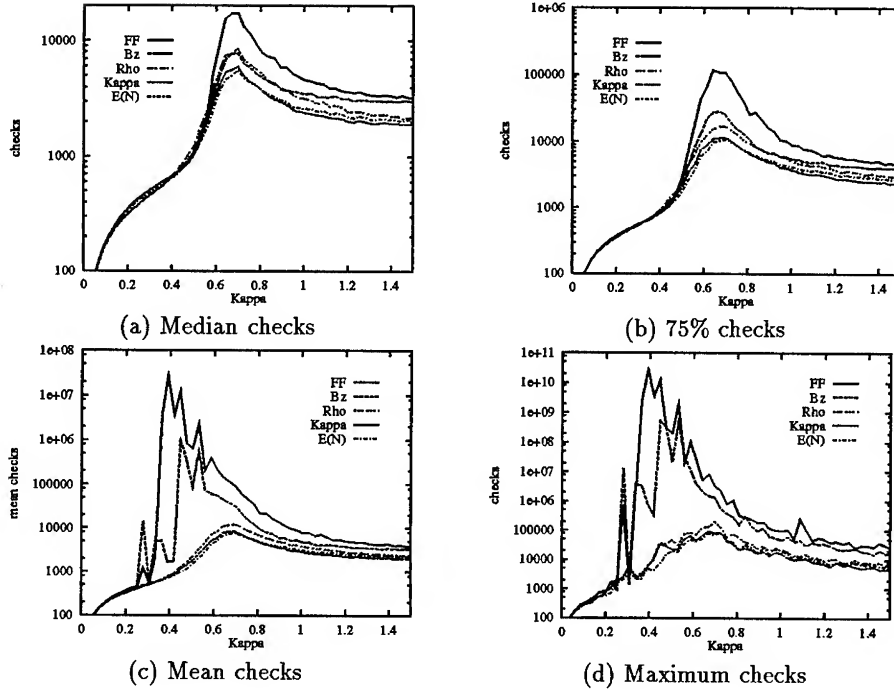 10000
1000
100
checks
FF
Bz
Rho
Kappa
E(N)
0 0.2 0.4 0.6 0.8 1 1.2 1.4
Kappa
(a) Median checks
1e+06
100000
10000
1000
100
checks
FF
Bz
Rho
Kappa
E(N)
0 0.2 0.4 0.6 0.8 1 1.2 1.4
Kappa
(b) 75% checks
1e+08
1e+07
1e+06
100000
10000
1000
100
mean checks
FF
Bz
Rho
Kappa
E(N)
0 0.2 0.4 0.6 0.8 1 1.2 1.4
Kappa
(c) Mean checks
1e+11
1e+10
1e+09
1e+08
1e+07
1e+06
100000
10000
1000
100
checks
FF
Bz
Rho
Kappa
E(N)
0 0.2 0.4 0.6 0.8 1 1.2 1.4
Kappa
(d) Maximum checks